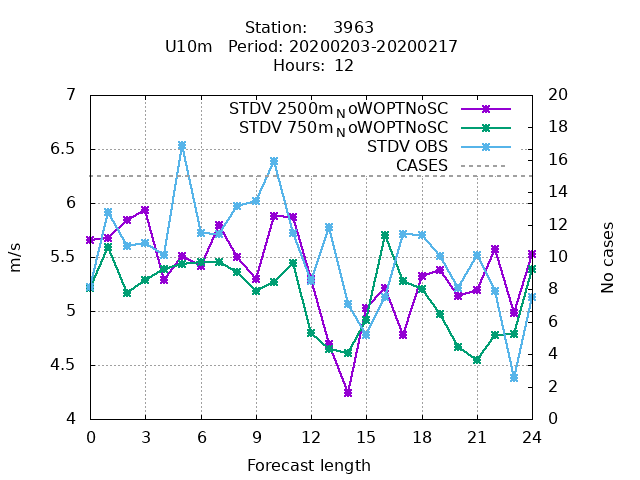 Station: 3963
U10m Period: 20200203-20200217
Hours: 12
STDV 2500m_NoWOPTNoSC
STDV 750m_NoWOPTNoSC
STDV OBS
CASES
7
6.5
6
5.5
5
4.5
4
m/s
20
18
16
14
12
10
8
6
4
2
0
No cases
0 3 6 9 12 15 18 21 24
Forecast length